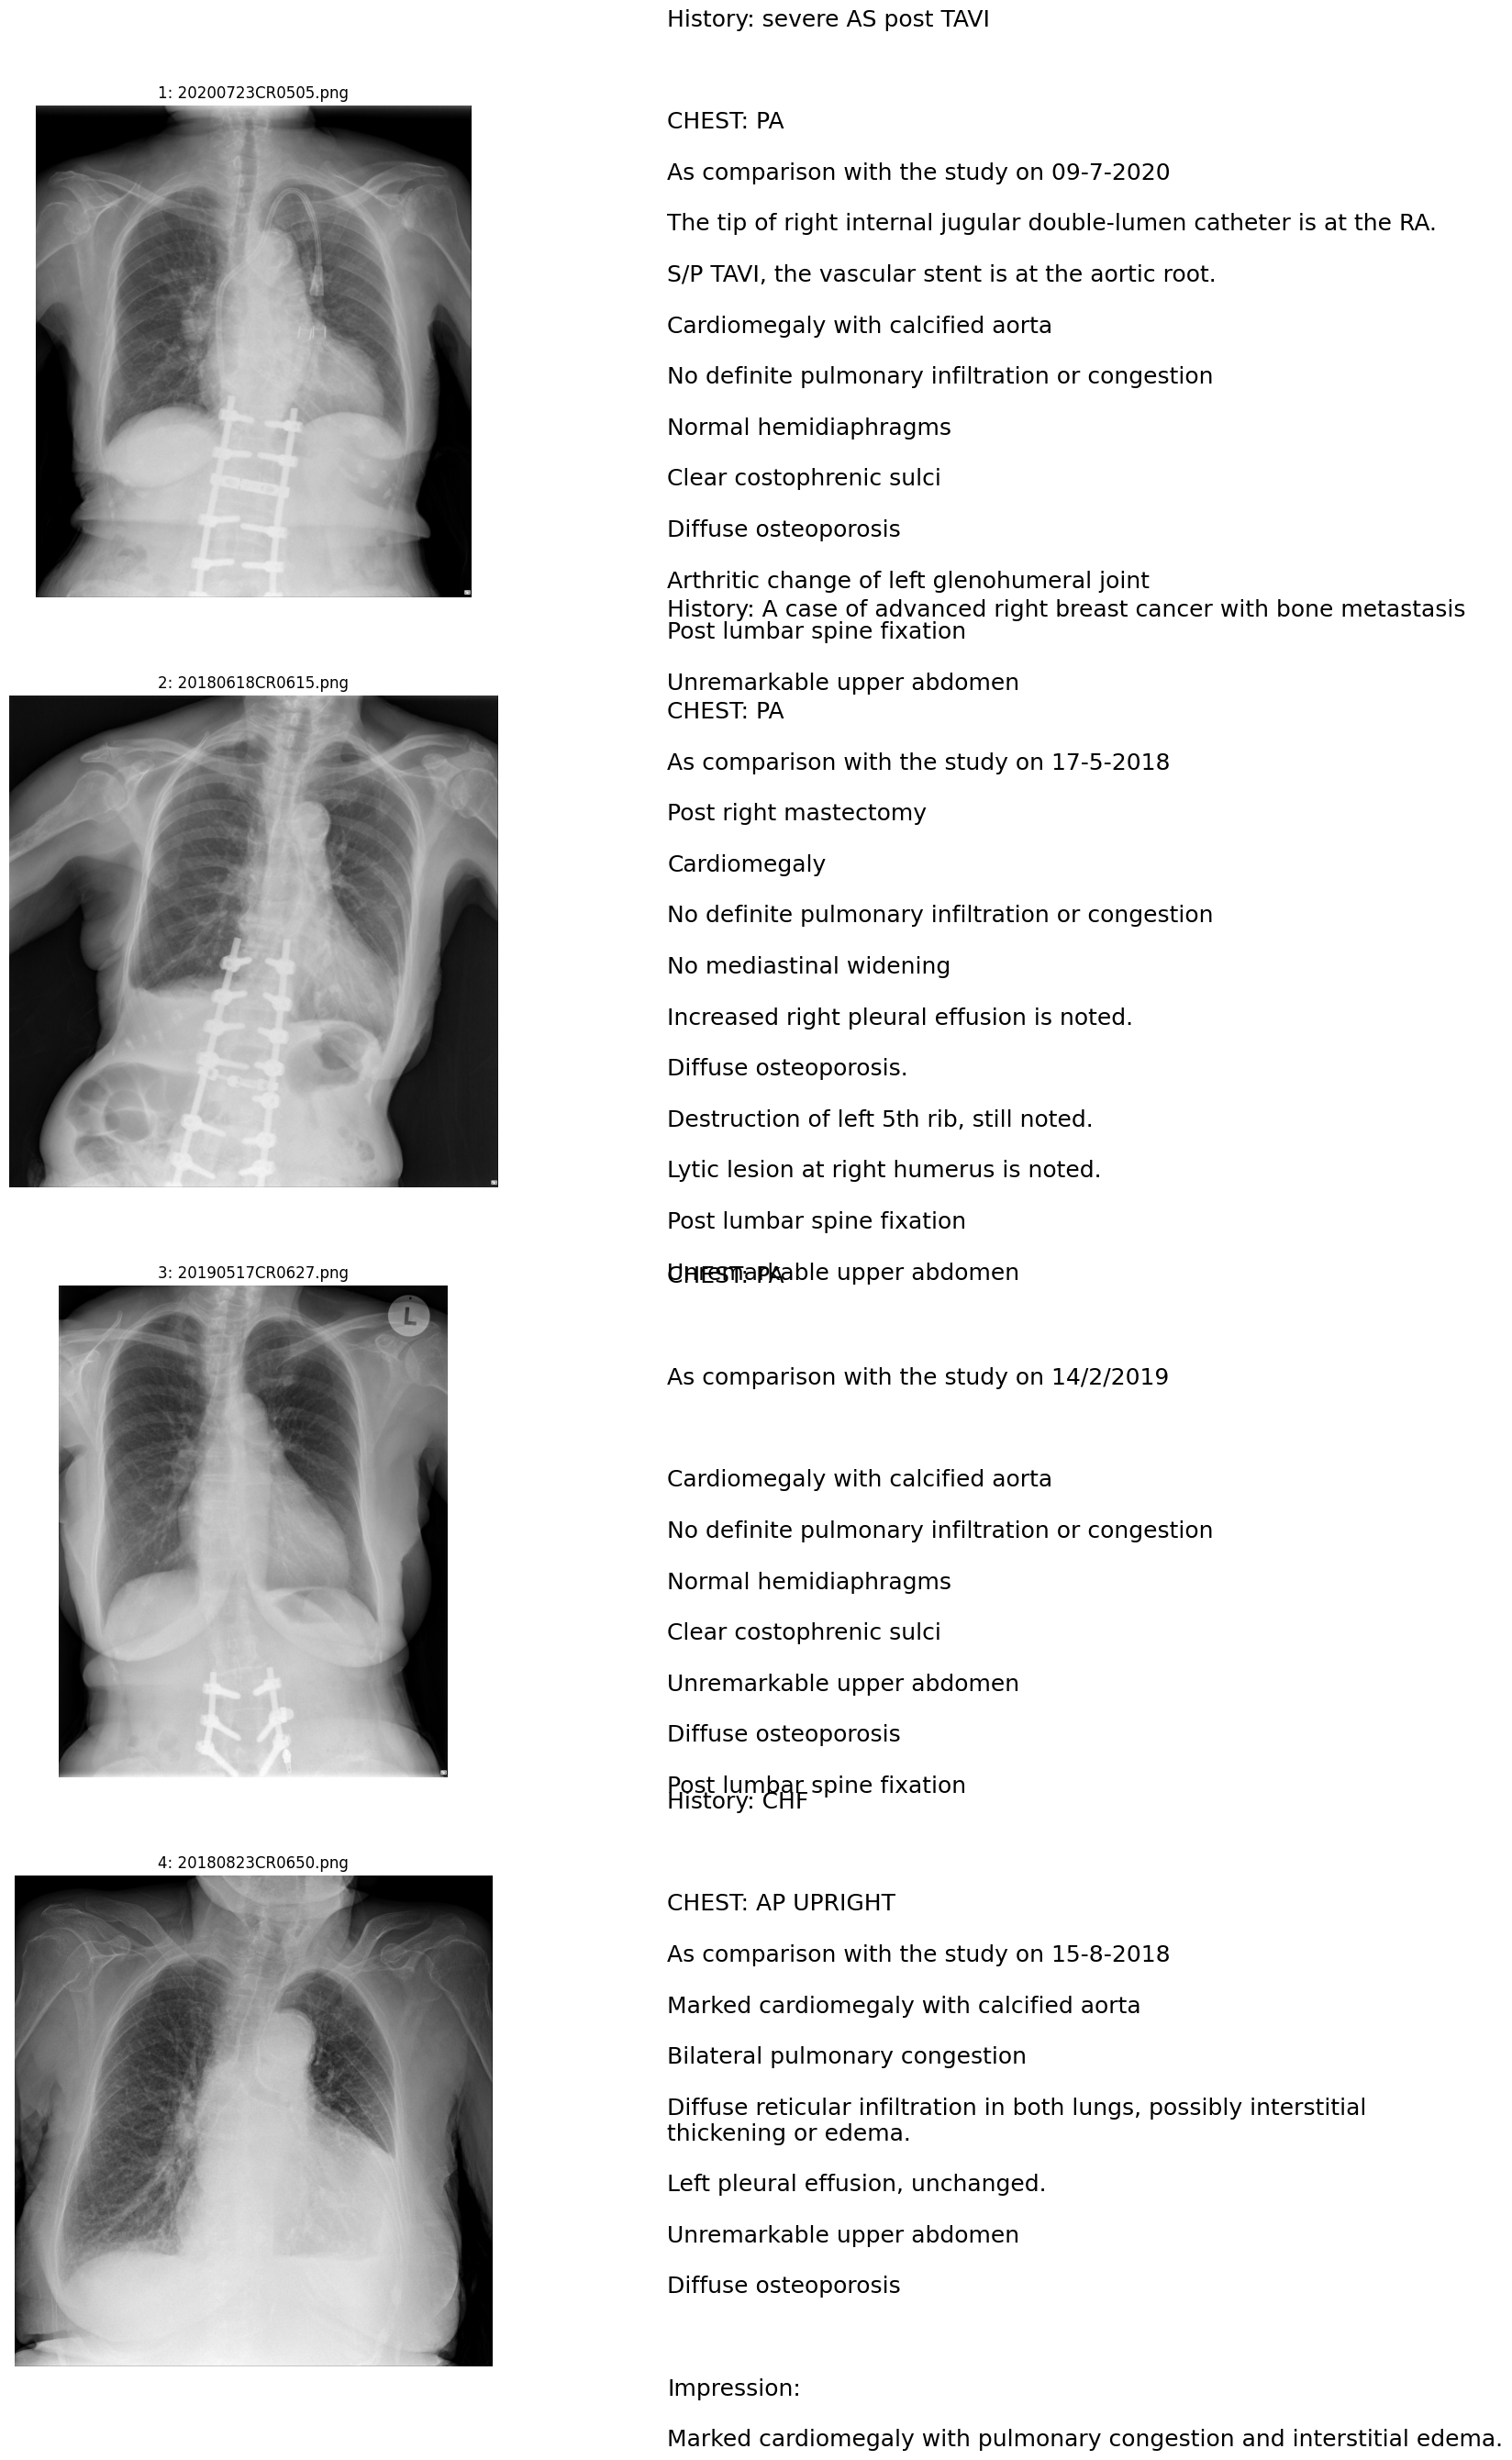 History: severe AS post TAVI
1: 20200723CR0505.png
CHEST: PA
As comparison with the study on 09-7-2020
The tip of right internal jugular double-lumen catheter is at the RA.
S/P TAVI, the vascular stent is at the aortic root.
Cardiomegaly with calcified aorta
No definite pulmonary infiltration or congestion
Normal hemidiaphragms
Clear costophrenic sulci
Diffuse osteoporosis
Arthritic change of left glenohumeral joint
History: A case of advanced right breast cancer with bone metastasis
Post lumbar spine fixation
2: 20180618CR0615.png
Unremarkable upper abdomen
CHEST: PA
As comparison with the study on 17-5-2018
Post right mastectomy
Cardiomegaly
No definite pulmonary infiltration or congestion
No mediastinal widening
Increased right pleural effusion is noted.
Diffuse osteoporosis.
Destruction of left 5th rib, still noted.
Lytic lesion at right humerus is noted.
Post lumbar spine fixation
3: 20190517CR0627.png
Unremarkable upper abdomen
CHEST: PA
L
As comparison with the study on 14/2/2019
Cardiomegaly with calcified aorta
No definite pulmonary infiltration or congestion
Normal hemidiaphragms
Clear costophrenic sulci
Unremarkable upper abdomen
Diffuse osteoporosis
Post lumbar spine fixation
History: CHF
4: 20180823CR0650.png
CHEST: AP UPRIGHT
As comparison with the study on 15-8-2018
Marked cardiomegaly with calcified aorta
Bilateral pulmonary congestion
Diffuse reticular infiltration in both lungs, possibly interstitial
thickening or edema.
Left pleural effusion, unchanged.
Unremarkable upper abdomen
Diffuse osteoporosis
Impression:
Marked cardiomegaly with pulmonary congestion and interstitial edema.